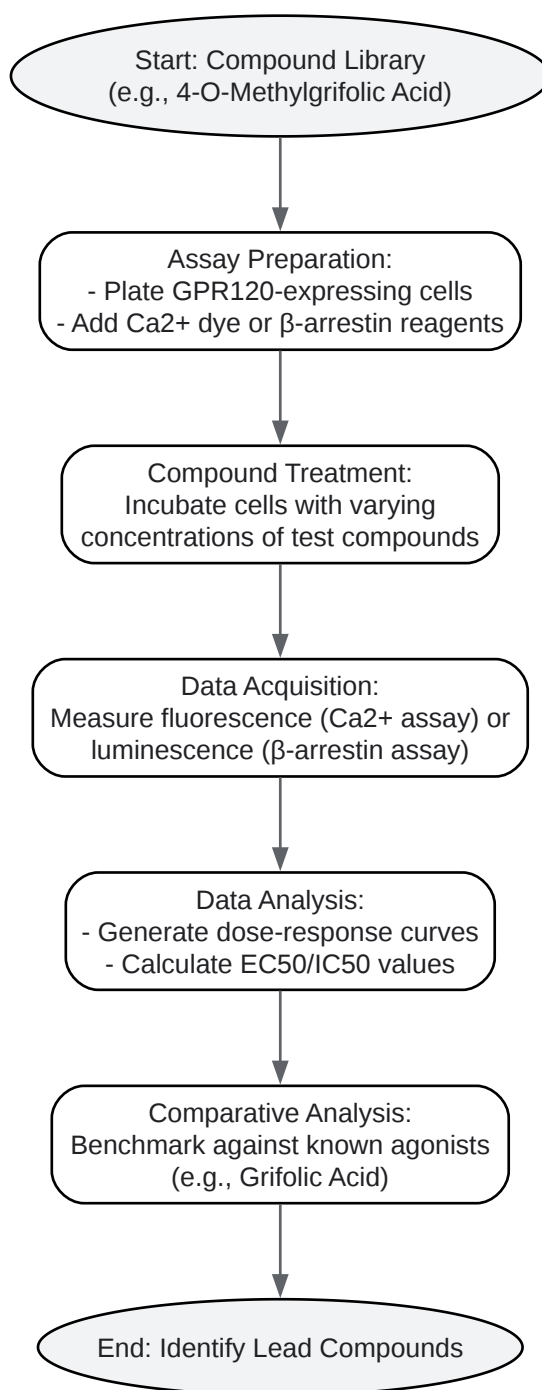 Start: Compound Library
(e.g., 4-O-Methylgrifolic Acid)
Assay Preparation:
- Plate GPR120-expressing cells
- Add Ca2+ dye or β-arrestin reagents
Compound Treatment:
Incubate cells with varying
concentrations of test compounds
Data Acquisition:
Measure fluorescence (Ca2+ assay) or
luminescence (β-arrestin assay)
Data Analysis:
- Generate dose-response curves
- Calculate EC50/IC50 values
Comparative Analysis:
Benchmark against known agonists
(e.g., Grifolic Acid)
End: Identify Lead Compounds